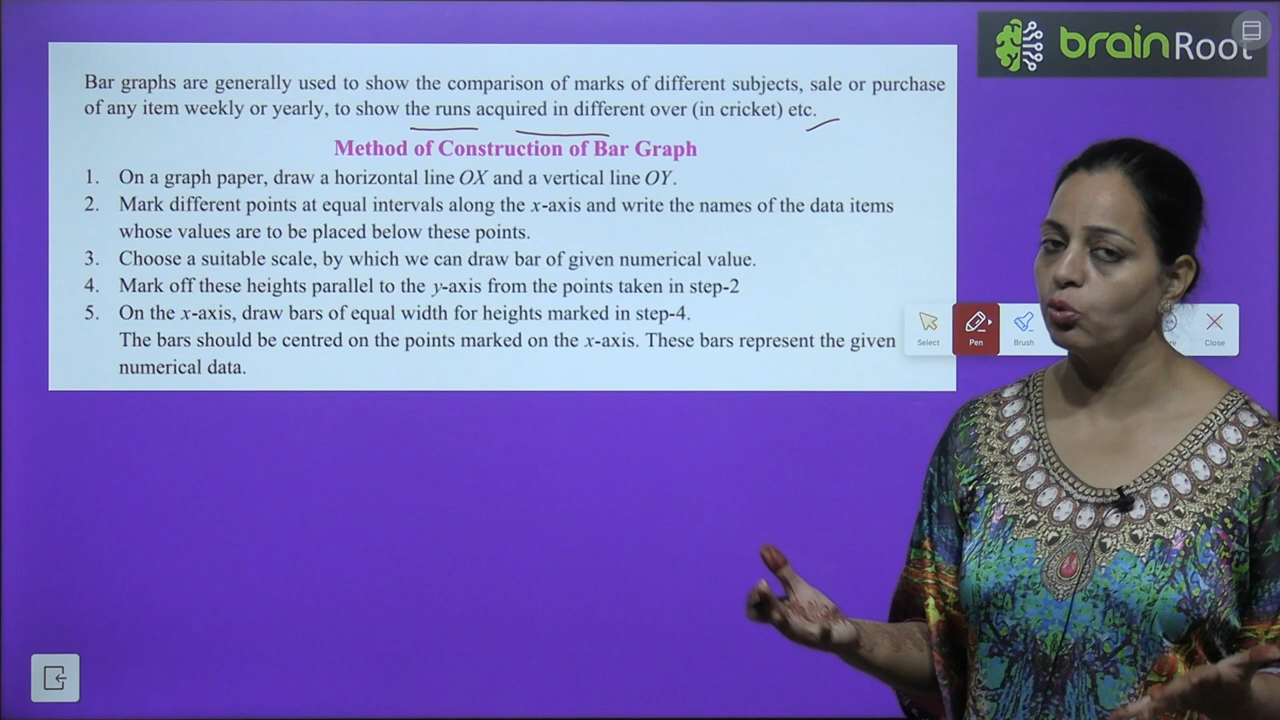 brainRoot
Bar graphs are generally used to show the comparison of marks of different subjects, sale or purchase
of any item weekly or yearly, to show the runs acquired in different over (in cricket) etc.
Method of Construction of Bar Graph
1. On a graph paper, draw a horizontal line OX and a vertical line OY.
2. Mark different points at equal intervals along the x-axis and write the names of the data items
whose values are to be placed below these points.
3. Choose a suitable scale, by which we can draw bar of given numerical value.
4. Mark off these heights parallel to the y-axis from the points taken in step-2
5. On the x-axis, draw bars of equal width for heights marked in step-4.
The bars should be centred on the points marked on the x-axis. These bars represent the given
numerical data.
Select Pen Brush Close